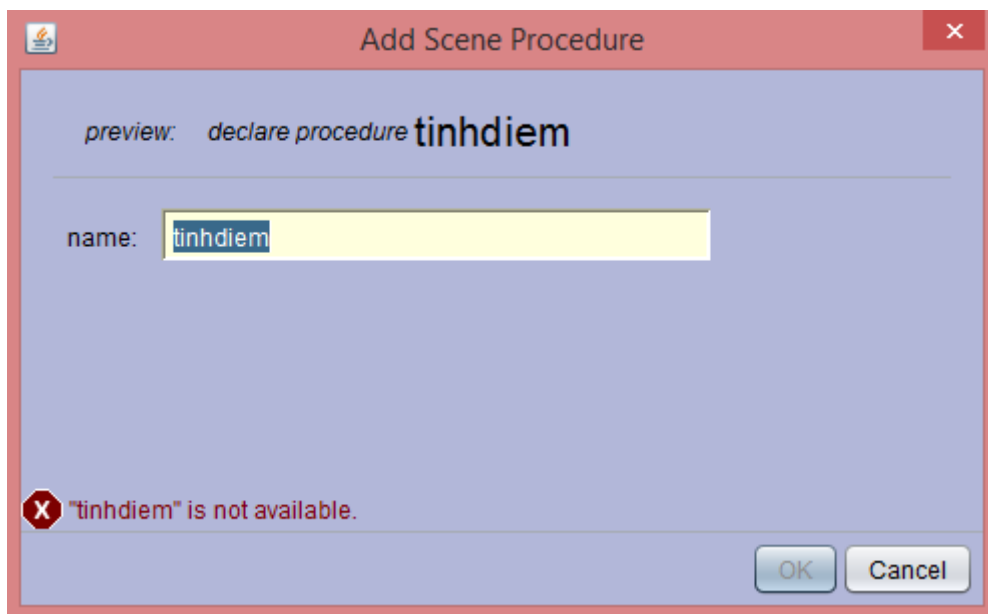 Add Scene Procedure
preview: declare procedure tinhdiem
name: tinhdiem
"tinhdiem" is not available.
OK Cancel